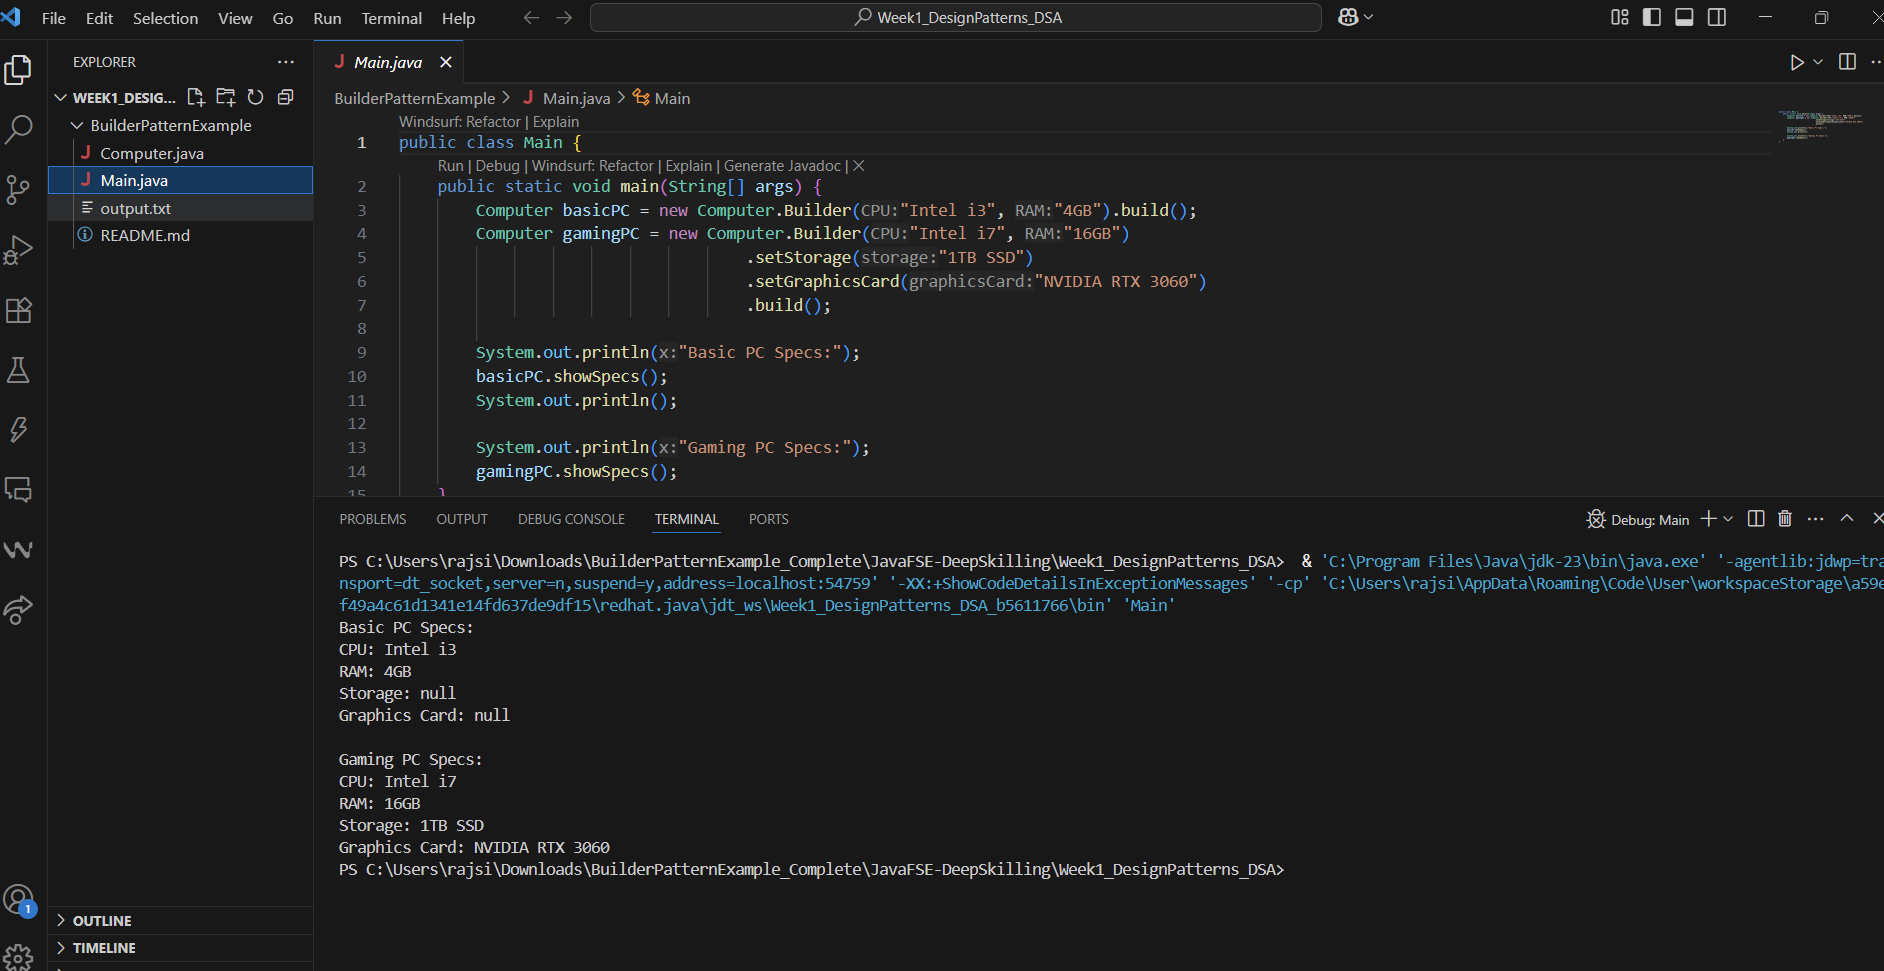 File Edit Selection View Go Run Terminal Help
Week1_DesignPatterns_DSA
EXPLORER
WEEK1_DESIG...
BuilderPatternExample
Computer.java
Main.java
output.txt
README.md
OUTLINE
TIMELINE
1
Main.java
BuilderPatternExample > Main.java > Main
Windsurf: Refactor | Explain
1 public class Main {
Run | Debug | Windsurf: Refactor | Explain | Generate Javadoc | X
2 public static void main(String[] args) {
3 Computer basicPC = new Computer.Builder(CPU:"Intel i3", RAM:"4GB").build();
4 Computer gamingPC = new Computer.Builder(CPU:"Intel i7", RAM:"16GB")
5 .setStorage(storage:"1TB SSD")
6 .setGraphicsCard(graphicsCard:"NVIDIA RTX 3060")
7 .build();
8
9 System.out.println(x:"Basic PC Specs:");
10 basicPC.showSpecs();
11 System.out.println();
12
13 System.out.println(x:"Gaming PC Specs:");
14 gamingPC.showSpecs();
15 }
PROBLEMS OUTPUT DEBUG CONSOLE TERMINAL PORTS
Debug: Main
PS C:\Users\rajsi\Downloads\BuilderPatternExample_Complete\JavaFSE-DeepSkilling\Week1_DesignPatterns_DSA> & 'C:\Program Files\Java\jdk-23\bin\java.exe' '-agentlib:jdwp=tra
nsport=dt_socket,server=n,suspend=y,address=localhost:54759' '-XX:+ShowCodeDetailsInExceptionMessages' '-cp' 'C:\Users\rajsi\AppData\Roaming\Code\User\workspaceStorage\a59e
f49a4c61d1341e14fd637de9df15\redhat.java\jdt_ws\Week1_DesignPatterns_DSA_b5611766\bin' 'Main'
Basic PC Specs:
CPU: Intel i3
RAM: 4GB
Storage: null
Graphics Card: null
Gaming PC Specs:
CPU: Intel i7
RAM: 16GB
Storage: 1TB SSD
Graphics Card: NVIDIA RTX 3060
PS C:\Users\rajsi\Downloads\BuilderPatternExample_Complete\JavaFSE-DeepSkilling\Week1_DesignPatterns_DSA>